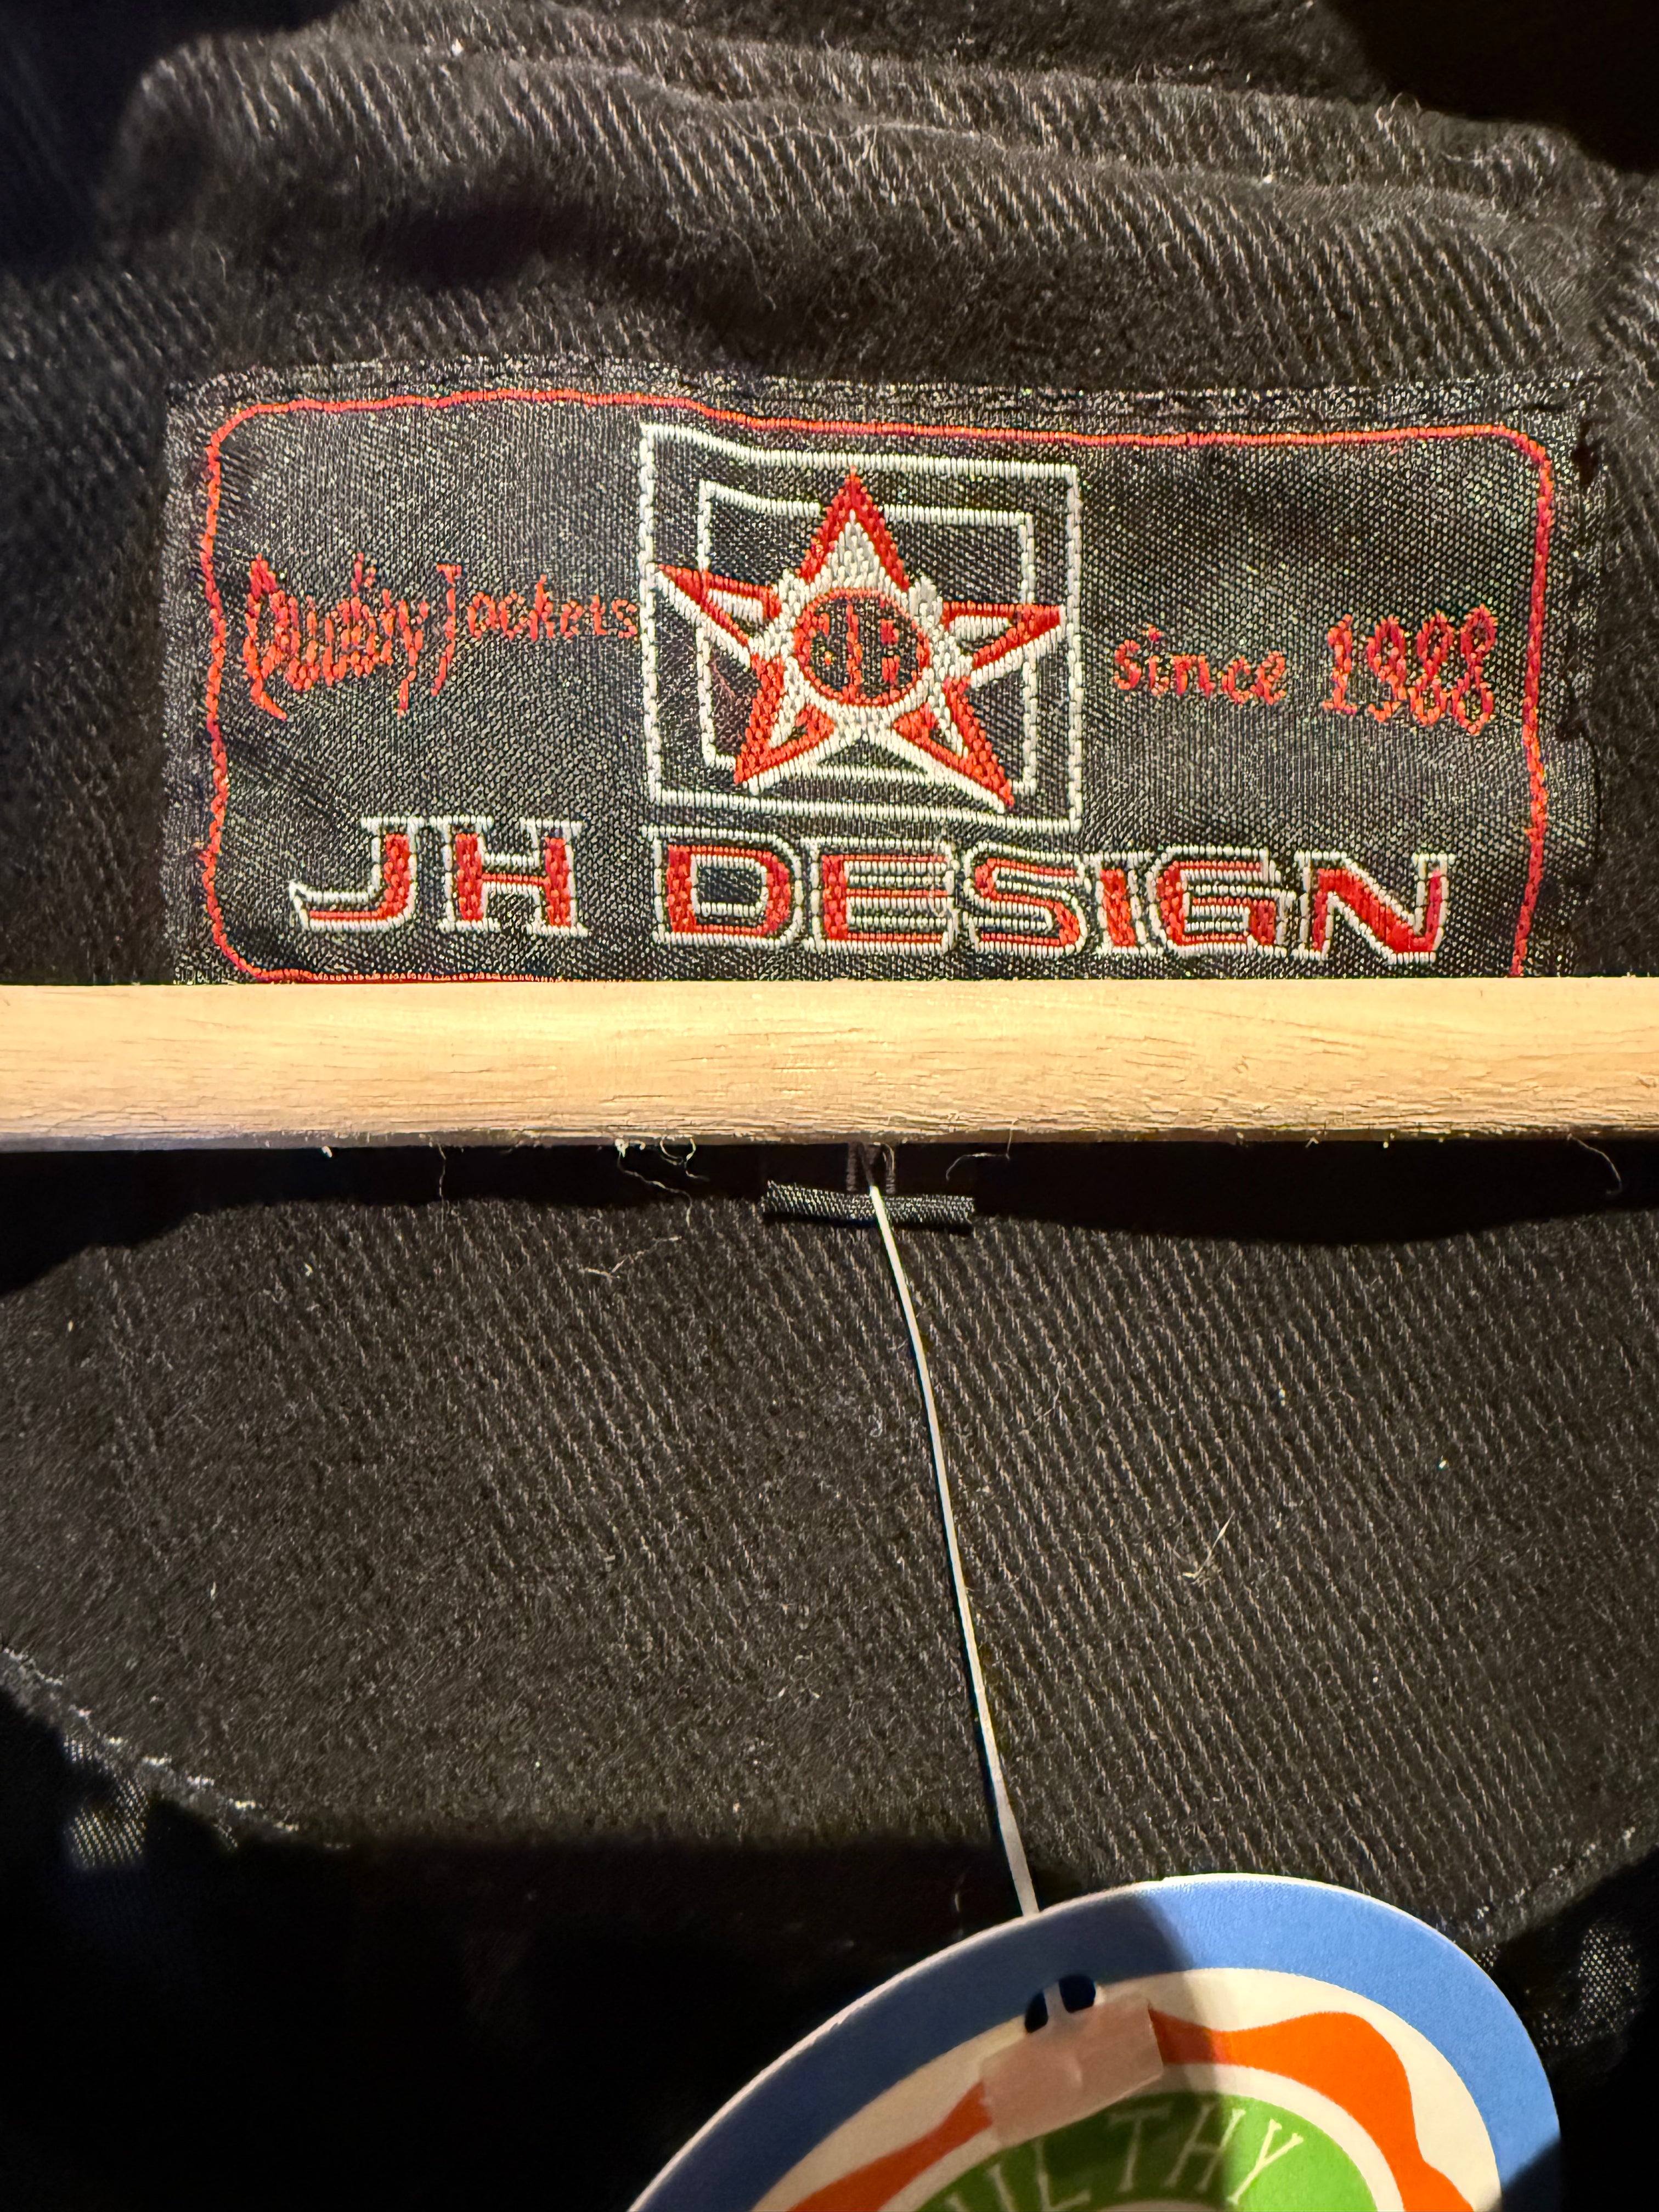 Quality Jackets
since 1988
JH DESIGN